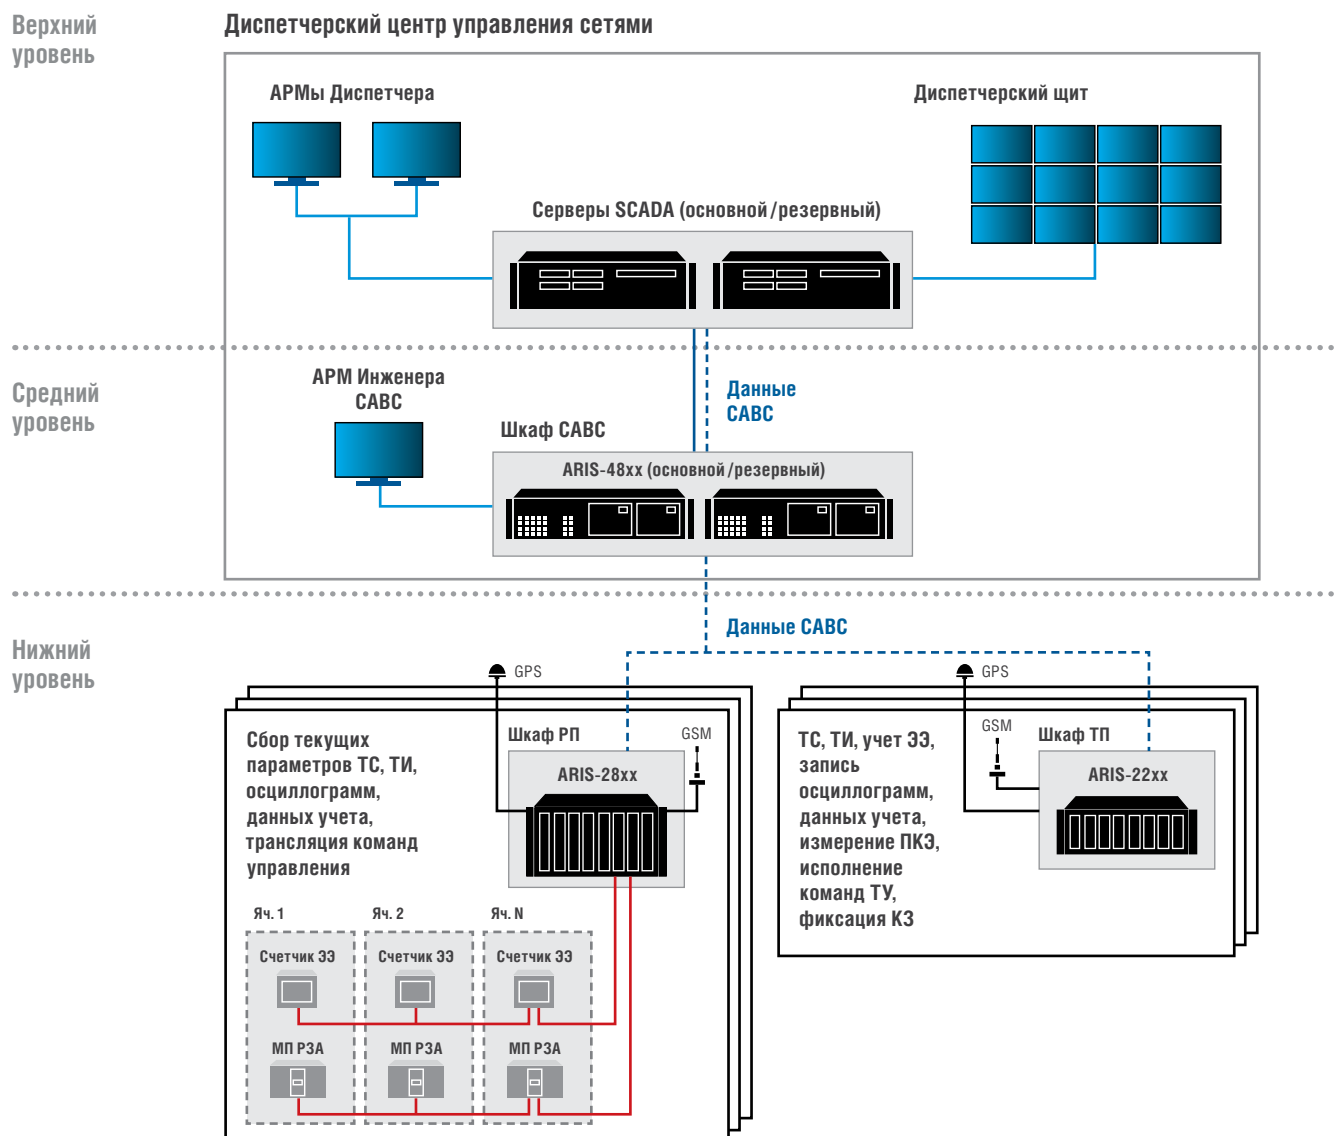 Верхний
уровень
Диспетчерский центр управления сетями
АРМы Диспетчера
Диспетчерский щит
Серверы SCADA (основной/резервный)
Средний
уровень
АРМ Инженера
САВС
Данные
САВС
Шкаф САВС
ARIS-48xx (основной/резервный)
Нижний
уровень
Данные САВС
GPS
GPS
Сбор текущих
параметров ТС, ТИ,
осциллограмм,
данных учета,
трансляция команд
управления
Шкаф РП
GSM
ARIS-28xx
ТС, ТИ, учет ЭЭ,
запись
осциллограмм,
данных учета,
измерение ПКЭ,
исполнение
команд ТУ,
фиксация КЗ
GSM
Шкаф ТП
ARIS-22xx
Яч. 1
Яч. 2
Яч. N
Счетчик ЭЭ
Счетчик ЭЭ
Счетчик ЭЭ
МП РЗА
МП РЗА
МП РЗА